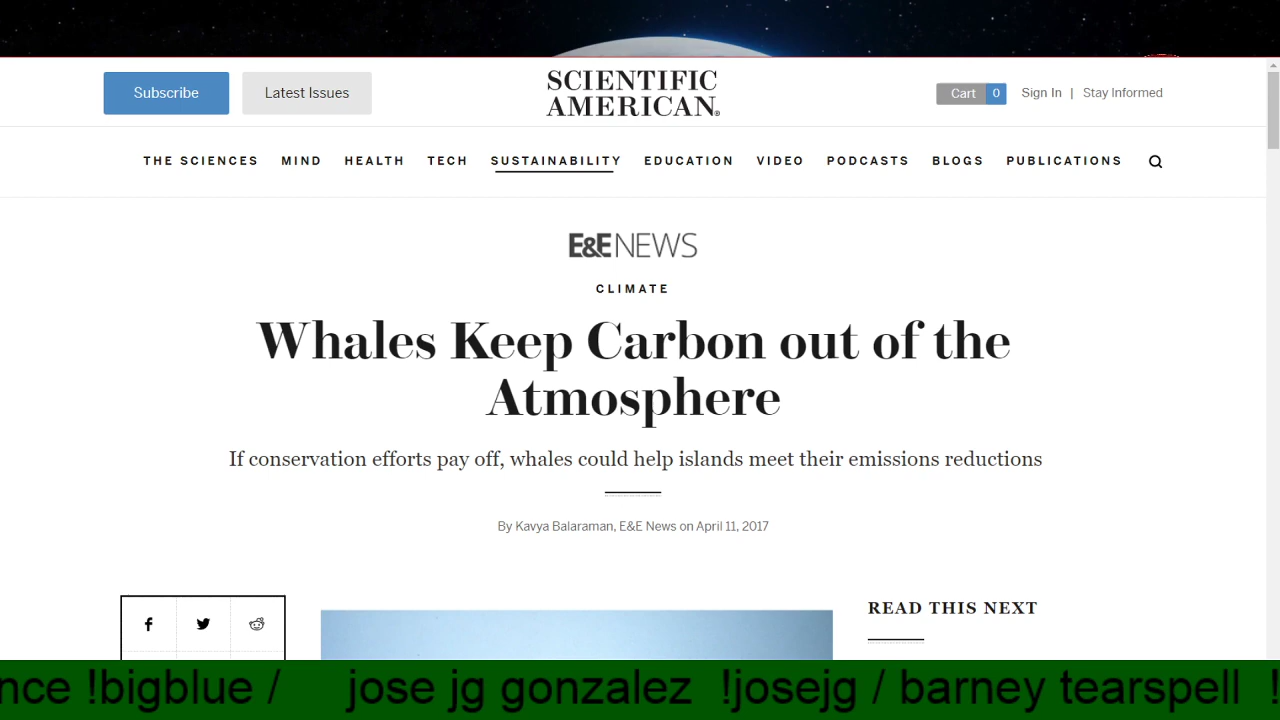 Subscribe
Latest Issues
SCIENTIFIC
AMERICAN®
Cart 0
Sign In | Stay Informed
THE SCIENCES MIND HEALTH TECH SUSTAINABILITY EDUCATION VIDEO PODCASTS BLOGS PUBLICATIONS
E&E NEWS
CLIMATE
Whales Keep Carbon out of the
Atmosphere
If conservation efforts pay off, whales could help islands meet their emissions reductions
By Kavya Balaraman, E&E News on April 11, 2017
READ THIS NEXT
nce !bigblue / jose jg gonzalez !josejg / barney tearspell !